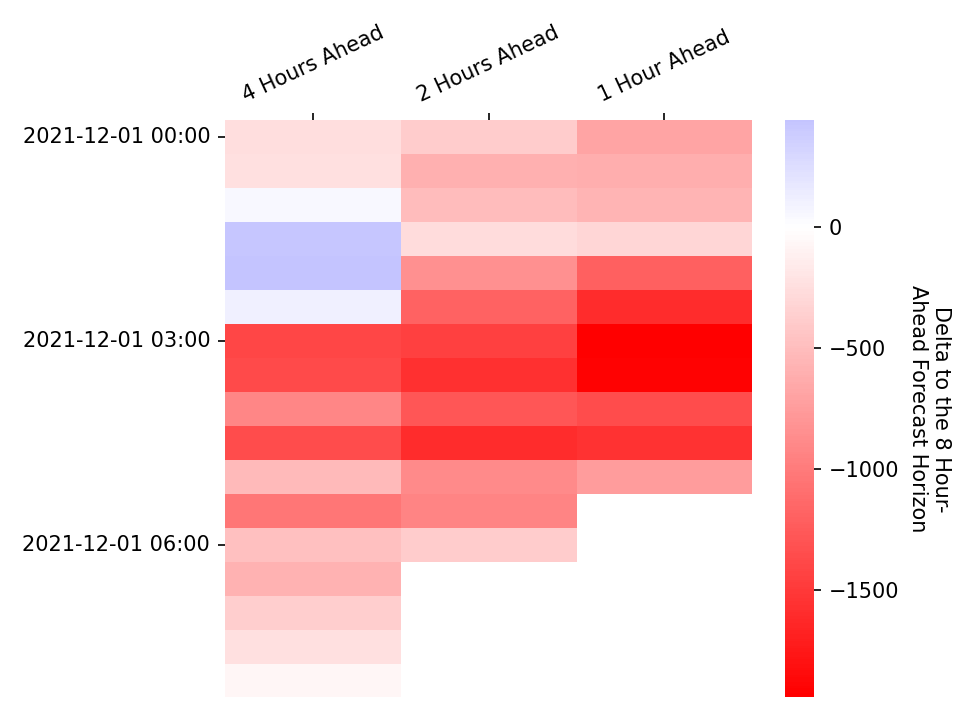 4 Hours Ahead
2 Hours Ahead
1 Hour Ahead
2021-12-01 00:00
2021-12-01 03:00
2021-12-01 06:00
0
−500
−1000
−1500
Delta to the 8 Hour-
Ahead Forecast Horizon